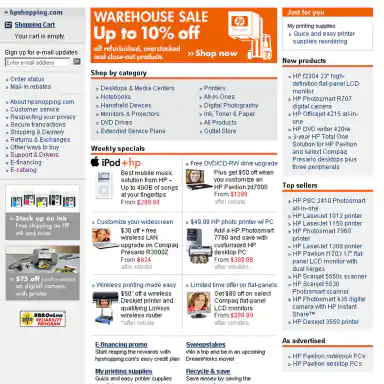 » hpshopping.com
Shopping Cart
Your cart is empty.
Sign up for e-mail updates
Enter email address
» Order status
» Mail-in rebates
» About hpshopping.com
» Customer service
» Respecting your privacy
» Secure transactions
» Shipping & Delivery
» Returns & Exchanges
» Other ways to buy
» Support & Drivers
» E-financing
» E-catalog
» Stock up on ink
Free shipping on HP ink
and toner
» $75 off
on digital camera,
with printer
BBBOnLine
RELIABILITY
PROGRAM
WAREHOUSE SALE
Up to 10% off
all refurbished, overstocked
and close-out products
» Shop now
Shop by category
» Desktops & Media Centers
» Notebooks
» Handheld Devices
» Monitors & Projectors
» DVD Drives
» Extended Service Plans
» Printers
» All-in-Ones
» Digital Photography
» Ink, Toner & Paper
» All Products
» Outlet Store
Weekly specials
iPod+hp
Best mobile music
solution from HP –
Up to 40GB of songs
at your fingertips
From $288.88
» Free DVD/CD-RW drive upgrade
Plus get $50 off
when you
customize an
HP Pavilion zt7000
From $1299
after rebates
» Customize your widescreen
$30 off + free
wireless LAN
upgrade on Compaq
Presario R3000Z
From $924
after rebate
» $49.99 HP photo printer w/ PC
Add a HP Photosmart
7760 and save with
customized HP
desktop PC
From $389.98
after rebates
» Wireless printing made easy
$50* off a wireless
Deskjet printer and
qualifying Linksys
wireless router
*after rebate
» Limited time offer on flat-panels
Get $80 on select
Compaq flat-panel
LCD monitors
From $299.99
after rebates
E-financing promo
Start reaping the rewards with
hpshopping.com's easy credit plan
Sweepstakes
Win a trip and be in an upcoming
DreamWorks movie!
My printing supplies
Quick and easy printer supplies
Recycle & save
Save money by saving the
Just for you
My printing supplies
» Quick and easy printer
supplies reordering
New products
» HP f2304 23" high-
definition flat-panel LCD
monitor
» HP Photosmart R707
digital camera
» HP Officejet 4215 all-in-
one
» HP DVD writer 420w
» 3-year HP Total One
Solution for HP Pavilion
and select Compaq
Presario desktops plus
three peripherals
Top sellers
» HP PSC 2410 Photosmart
all-in-one
» HP LaserJet 1012 printer
» HP LaserJet 1150 printer
» HP Photosmart 7960
printer
» HP LaserJet 1300 printer
» HP Pavilion f1703 17" flat-
panel LCD monitor with
dual hinges
» HP Scanjet 5550c scanner
» HP Scanjet 5530
Photosmart scanner
» HP Photosmart 435 digital
camera with HP Instant
Share™
» HP Deskjet 3550 printer
As advertised
» HP Pavilion notebook PCs
» HP Pavilion desktop PCs